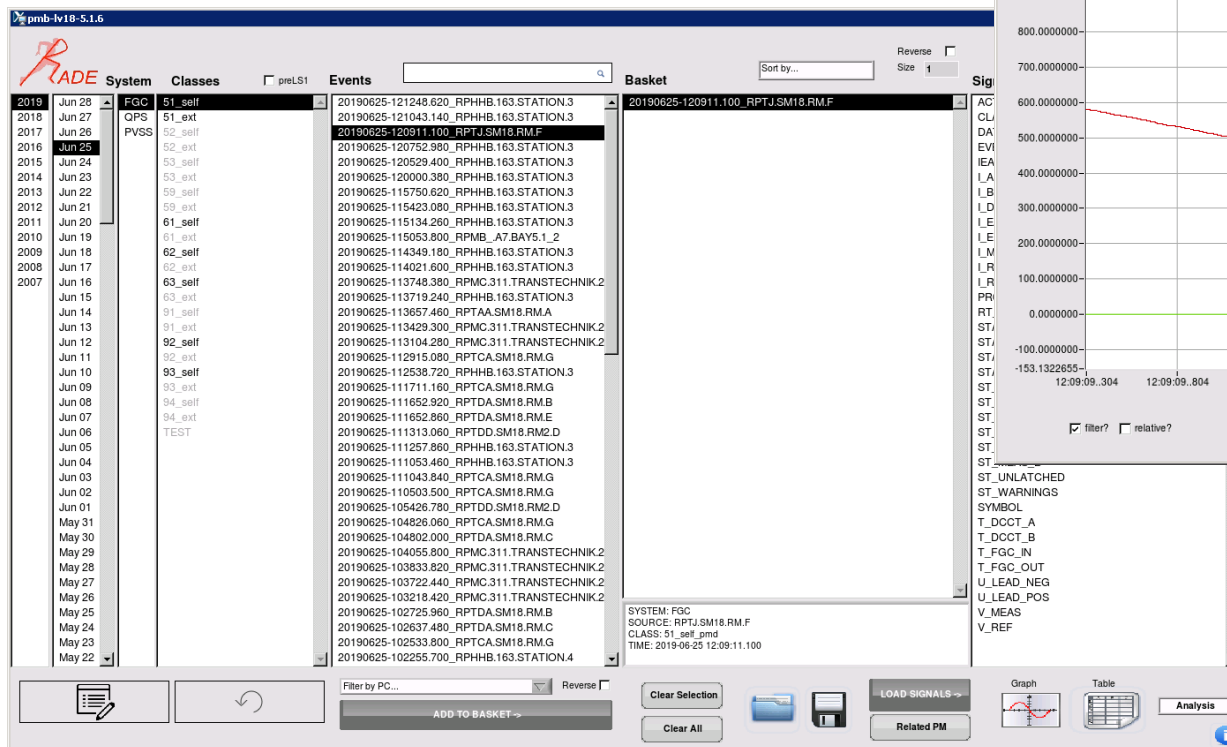 pmb-lv18-5.1.6
RADE
System
Classes
preLS1
Events
Basket
Sort by...
Reverse
Size 1
2019
2018
2017
2016
2015
2014
2013
2012
2011
2010
2009
2008
2007
Jun 28
Jun 27
Jun 26
Jun 25
Jun 24
Jun 23
Jun 22
Jun 21
Jun 20
Jun 19
Jun 18
Jun 17
Jun 16
Jun 15
Jun 14
Jun 13
Jun 12
Jun 11
Jun 10
Jun 09
Jun 08
Jun 07
Jun 06
Jun 05
Jun 04
Jun 03
Jun 02
Jun 01
May 31
May 30
May 29
May 28
May 27
May 26
May 25
May 24
May 23
May 22
FGC
QPS
PVSS
51_self
51_ext
52_self
52_ext
53_self
53_ext
59_self
59_ext
61_self
61_ext
62_self
62_ext
63_self
63_ext
91_self
91_ext
92_self
92_ext
93_self
93_ext
94_self
94_ext
TEST
20190625-121248.620_RPHHB.163.STATION.3
20190625-121043.140_RPHHB.163.STATION.3
20190625-120911.100_RPTJ.SM18.RM.F
20190625-120752.980_RPHHB.163.STATION.3
20190625-120529.400_RPHHB.163.STATION.3
20190625-120000.380_RPHHB.163.STATION.3
20190625-115750.620_RPHHB.163.STATION.3
20190625-115423.080_RPHHB.163.STATION.3
20190625-115134.260_RPHHB.163.STATION.3
20190625-115053.800_RPMB_.A7.BAY5.1_2
20190625-114349.180_RPHHB.163.STATION.3
20190625-114021.600_RPHHB.163.STATION.3
20190625-113748.380_RPMC.311.TRANSTECHNIK.2
20190625-113719.240_RPHHB.163.STATION.3
20190625-113657.460_RPTAA.SM18.RM.A
20190625-113429.300_RPMC.311.TRANSTECHNIK.2
20190625-113104.280_RPMC.311.TRANSTECHNIK.2
20190625-112915.080_RPTCA.SM18.RM.G
20190625-112538.720_RPHHB.163.STATION.3
20190625-111711.160_RPTCA.SM18.RM.G
20190625-111652.920_RPTDA.SM18.RM.B
20190625-111652.860_RPTDA.SM18.RM.E
20190625-111313.060_RPTDD.SM18.RM2.D
20190625-111257.860_RPHHB.163.STATION.3
20190625-111053.460_RPHHB.163.STATION.3
20190625-111043.840_RPTCA.SM18.RM.G
20190625-110503.500_RPTCA.SM18.RM.G
20190625-105426.780_RPTDD.SM18.RM2.D
20190625-104826.060_RPTCA.SM18.RM.G
20190625-104802.000_RPTDA.SM18.RM.C
20190625-104055.800_RPMC.311.TRANSTECHNIK.2
20190625-103833.820_RPMC.311.TRANSTECHNIK.2
20190625-103722.440_RPMC.311.TRANSTECHNIK.2
20190625-103218.420_RPMC.311.TRANSTECHNIK.2
20190625-102725.960_RPTDA.SM18.RM.B
20190625-102637.480_RPTDA.SM18.RM.C
20190625-102533.800_RPTCA.SM18.RM.G
20190625-102255.700_RPHHB.163.STATION.4
20190625-120911.100_RPTJ.SM18.RM.F
SYSTEM: FGC
SOURCE: RPTJ.SM18.RM.F
CLASS: 51_self_pmd
TIME: 2019-06-25 12:09:11.100
ST_UNLATCHED
ST_WARNINGS
SYMBOL
T_DCCT_A
T_DCCT_B
T_FGC_IN
T_FGC_OUT
U_LEAD_NEG
U_LEAD_POS
V_MEAS
V_REF
800.0000000
700.0000000
600.0000000
500.0000000
400.0000000
300.0000000
200.0000000
100.0000000
0.0000000
-100.0000000
-153.1322655
12:09:09..304 12:09:09..804
filter? relative?
Filter by PC...
Reverse
ADD TO BASKET ->
Clear Selection
Clear All
LOAD SIGNALS ->
Related PM
Graph
Table
Analysis